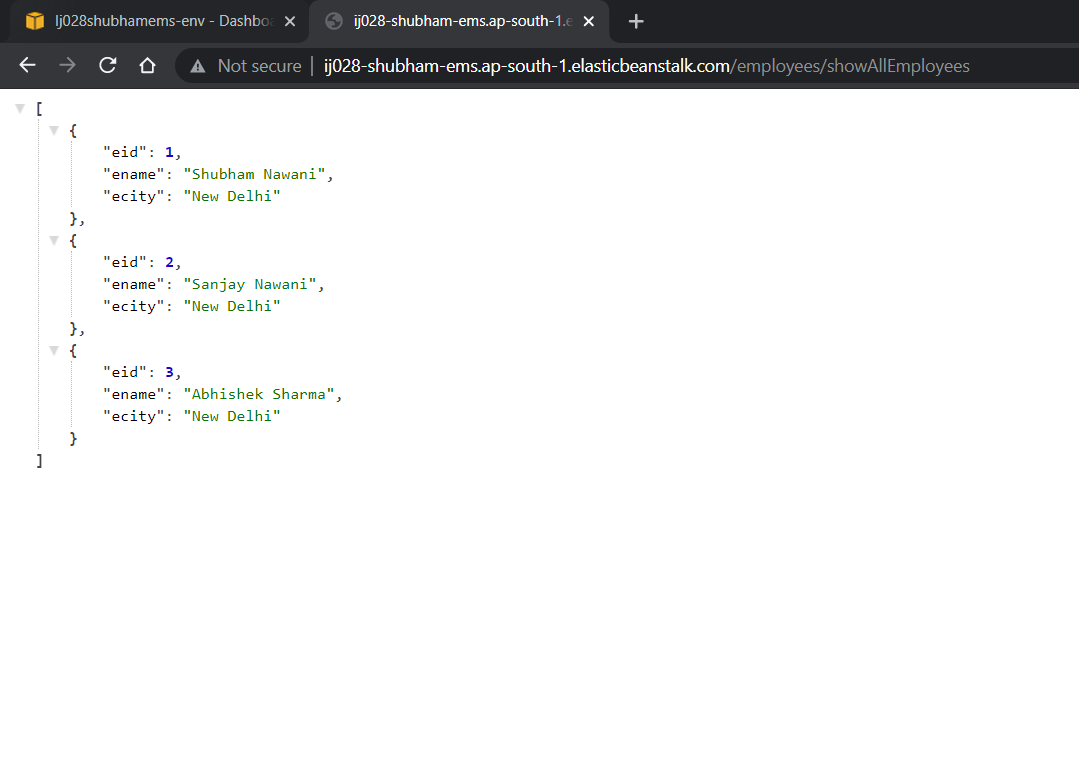 Ij028shubhamems-env - Dashboa
ij028-shubham-ems.ap-south-1.e
Not secure | ij028-shubham-ems.ap-south-1.elasticbeanstalk.com/employees/showAllEmployees
[
{
"eid": 1,
"ename": "Shubham Nawani",
"ecity": "New Delhi"
},
{
"eid": 2,
"ename": "Sanjay Nawani",
"ecity": "New Delhi"
},
{
"eid": 3,
"ename": "Abhishek Sharma",
"ecity": "New Delhi"
}
]